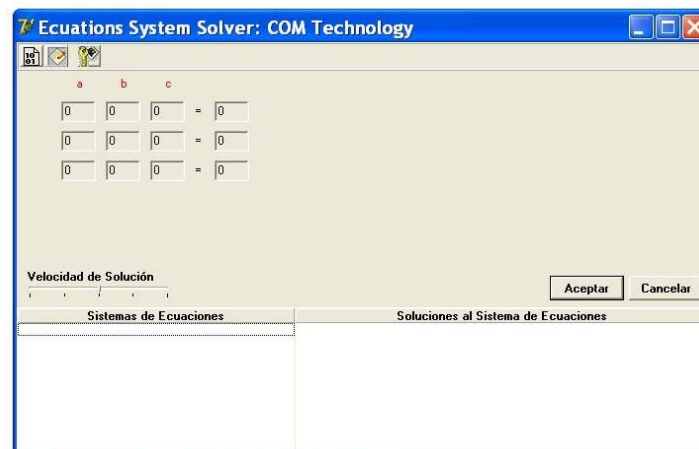 Ecuations System Solver: COM Technology
a b c
0 0 0 = 0
0 0 0 = 0
0 0 0 = 0
Velocidad de Solución
Aceptar Cancelar
Sistemas de Ecuaciones Soluciones al Sistema de Ecuaciones